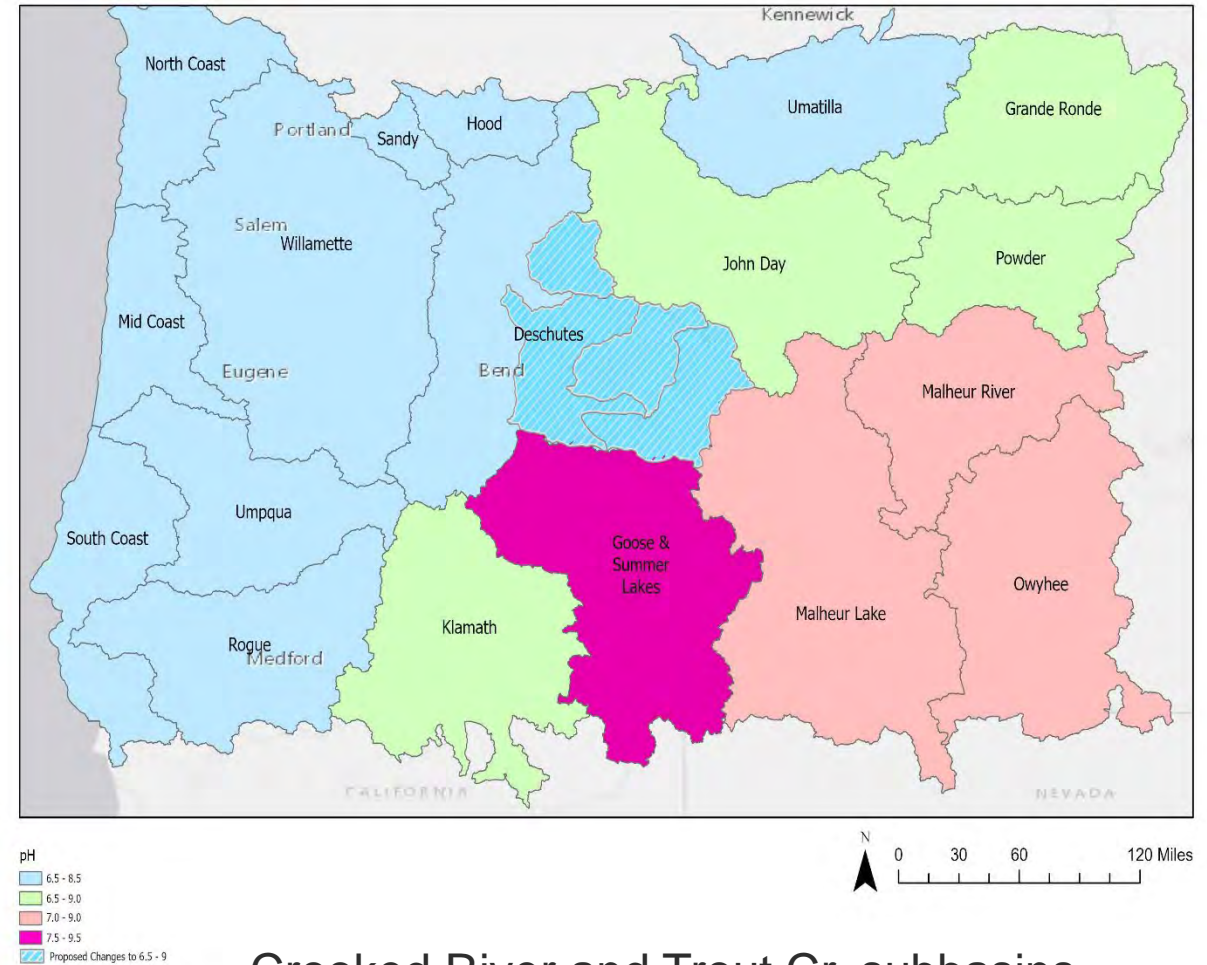 Kennewick
North Coast
Portland
Sandy
Hood
Umatilla
Grande Ronde
Salem
Willamette
John Day
Powder
Mid Coast
Deschutes
Eugene
Bend
Malheur River
Umpqua
South Coast
Goose &
Summer
Lakes
Owyhee
Klamath
Malheur Lake
Rogue
Medford
CALIFORNIA
NEVADA
pH
6.5 - 8.5
6.5 - 9.0
7.0 - 9.0
7.5 - 9.5
Proposed Changes to 6.5 - 9
N
0 30 60 120 Miles
Crooked River and Trout Cr. subbasins